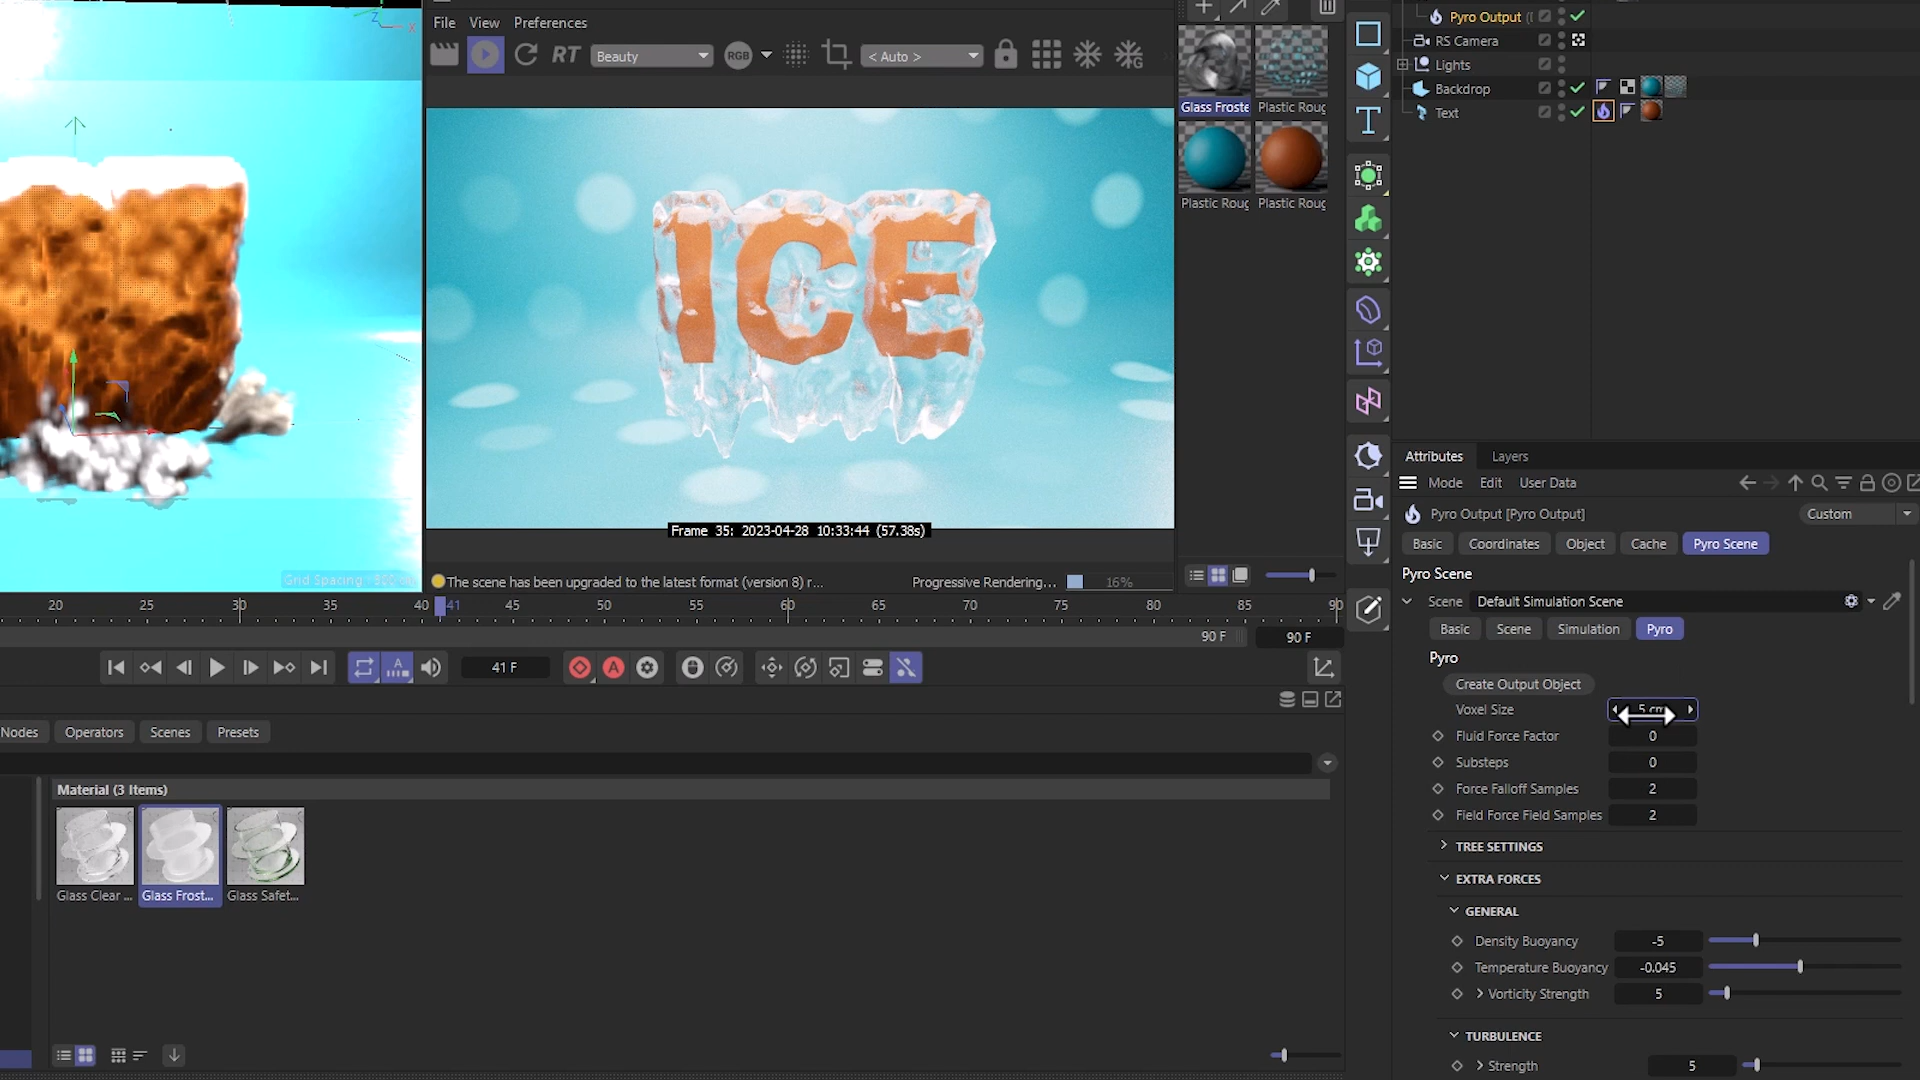 File View Preferences
RT Beauty RGB < Auto >
Z
X
Pyro Output
RS Camera
Lights
Backdrop
Text
Glass Froste
Plastic Roug
Plastic Roug
Plastic Roug
ICE
Frame 35: 2023-04-28 10:33:44 (57.38s)
The scene has been upgraded to the latest format (version 8) r...
Progressive Rendering... 16%
20 25 30 35 40 41 45 50 55 60 65 70 75 80 85 90
90 F 90 F
41 F
Nodes Operators Scenes Presets
Material (3 Items)
Glass Clear ...
Glass Frost...
Glass Safet...
Attributes Layers
Mode Edit User Data
Pyro Output [Pyro Output] Custom
Basic Coordinates Object Cache Pyro Scene
Pyro Scene
Scene Default Simulation Scene
Basic Scene Simulation Pyro
Pyro
Create Output Object
Voxel Size 5 cm
Fluid Force Factor 0
Substeps 0
Force Falloff Samples 2
Field Force Field Samples 2
TREE SETTINGS
EXTRA FORCES
GENERAL
Density Buoyancy -5
Temperature Buoyancy -0.045
Vorticity Strength 5
TURBULENCE
Strength 5